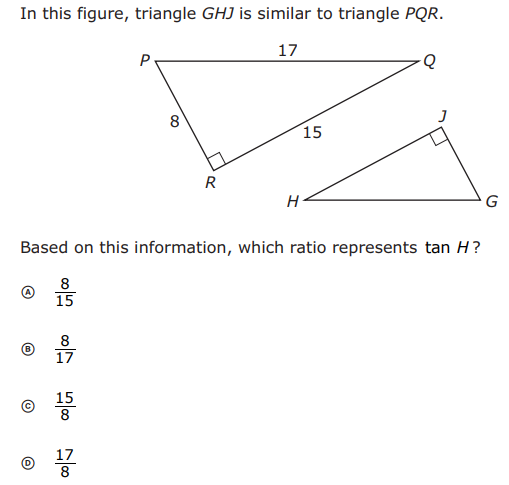 In this figure, triangle GHJ is similar to triangle PQR.
17
P
Q
8
15
J
R
H
G
Based on this information, which ratio represents tan H?
A 8/15
B 8/17
C 15/8
D 17/8